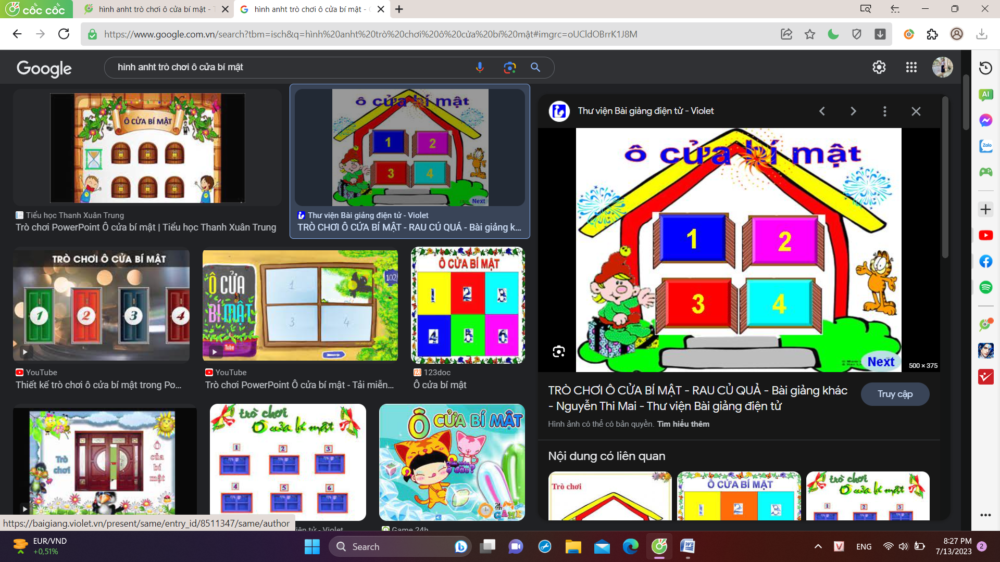 cốc cốc
hình anht trò chơi ô cửa bí mật - T
hình anht trò chơi ô cửa bí mật - G
https://www.google.com.vn/search?tbm=isch&q=hình%20anht%20trò%20chơi%20ô%20cửa%20bí%20mật#imgrc=oUCldOBrrK1J8M
Google
hình anht trò chơi ô cửa bí mật
Ô CỬA BÍ MẬT
Tiểu học Thanh Xuân Trung
Trò chơi PowerPoint Ô cửa bí mật | Tiểu học Thanh Xuân Trung
ô cửa bí mật
1
2
3
4
Next
Thư viện Bài giảng điện tử - Violet
TRÒ CHƠI Ô CỬA BÍ MẬT - RAU CỦ QUẢ - Bài giảng k...
TRÒ CHƠI Ô CỬA BÍ MẬT
1
2
3
4
YouTube
Thiết kế trò chơi ô cửa bí mật trong Po...
Ô CỬA
BÍ MẬT
Tube
1
3
4
102
YouTube
Trò chơi PowerPoint Ô cửa bí mật - Tải miễn...
Ô CỬA BÍ MẬT
1
2
3
4
5
6
123doc
Ô cửa bí mật
Trò
chơi
Ô
cửa
bí
mật
trò chơi
Ô cửa bí mật
1
2
3
4
5
6
Ô CỬA BÍ MẬT
ở đâu?
24h
GAME
Game 24h
Thư viện Bài giảng điện tử - Violet
ô cửa bí mật
1
2
3
4
Next
500 × 375
TRÒ CHƠI Ô CỬA BÍ MẬT - RAU CỦ QUẢ - Bài giảng khác
- Nguyễn Thi Mai - Thư viện Bài giảng điện tử
Truy cập
Hình ảnh có thể có bản quyền. Tìm hiểu thêm
Nội dung có liên quan
Trò chơi
Ô CỬA BÍ MẬT
1
2
3
trò chơi
Ô cửa bí mật
1
2
3
AI
Zalo
https://baigiang.violet.vn/present/same/entry_id/8511347/same/author
điện tử - Violet
EUR/VND
+0,51%
Search
ENG
8:27 PM
7/13/2023
2